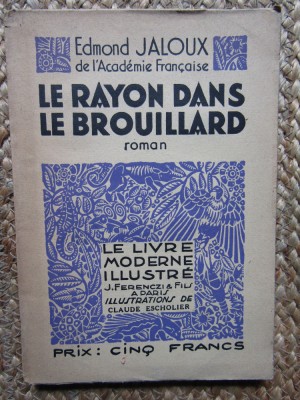 Edmond JALOUX
de l'Académie Française
LE RAYON DANS
LE BROUILLARD
roman
LE LIVRE
MODERNE
ILLUSTRÉ
J. FERENCZI & FILS
A PARIS
ILLUSTRATIONS DE
CLAUDE ESCHOLIER
PRIX: CINQ FRANCS